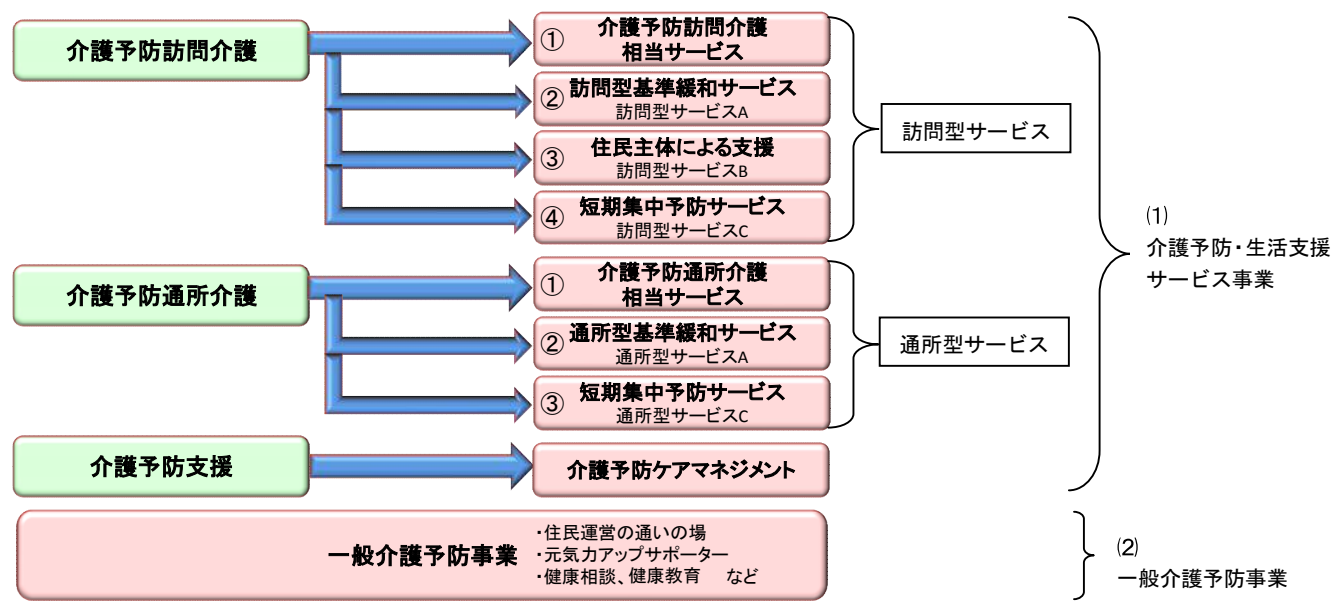 介護予防訪問介護
① 介護予防訪問介護
相当サービス
② 訪問型基準緩和サービス
訪問型サービスA
③ 住民主体による支援
訪問型サービスB
④ 短期集中予防サービス
訪問型サービスC
訪問型サービス
介護予防通所介護
① 介護予防通所介護
相当サービス
② 通所型基準緩和サービス
通所型サービスA
③ 短期集中予防サービス
通所型サービスC
通所型サービス
介護予防支援
介護予防ケアマネジメント
⑴
介護予防・生活支援
サービス事業
一般介護予防事業
・住民運営の通いの場
・元気力アップサポーター
・健康相談、健康教育 など
⑵
一般介護予防事業